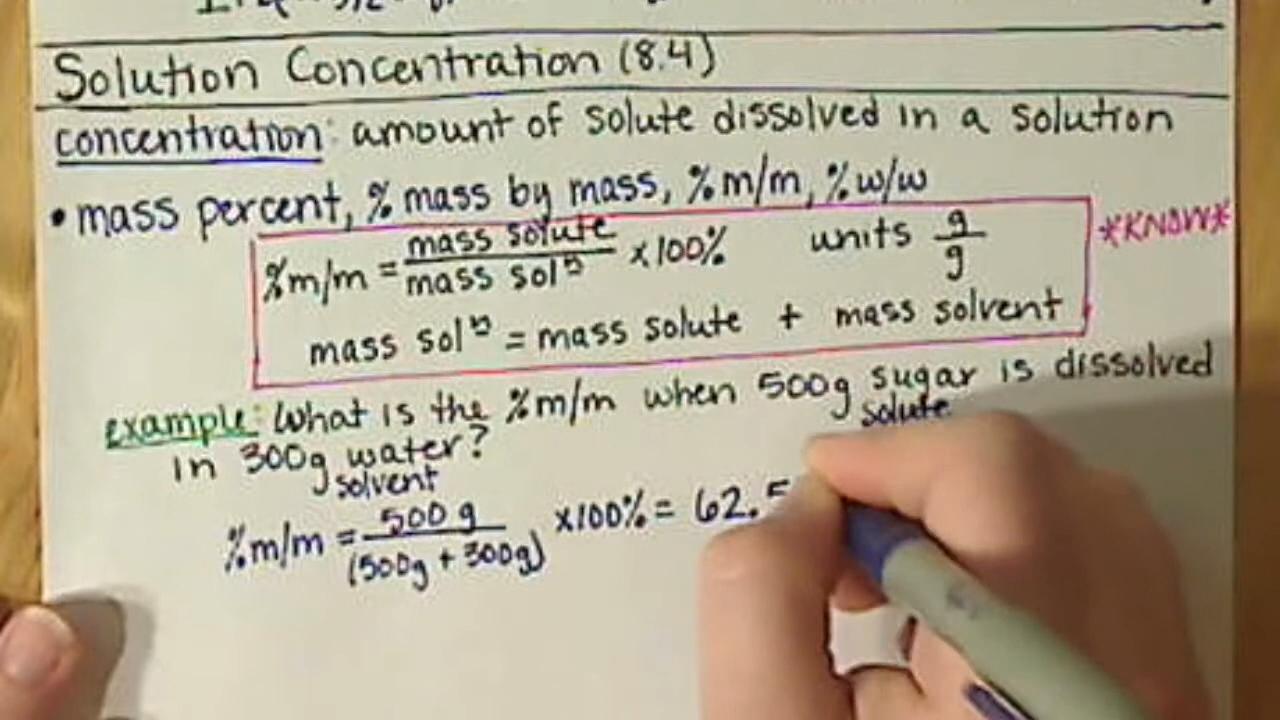 Solution Concentration (8.4)
concentration: amount of solute dissolved in a solution
• mass percent, % mass by mass, %m/m, %w/w
%m/m = mass solute / mass solⁿ x100% units g/g
*KNOW*
mass solⁿ = mass solute + mass solvent
example: What is the %m/m when 500g sugar is dissolved
solute
in 300g water?
solvent
%m/m = 500g / (500g + 300g) x100% = 62.5